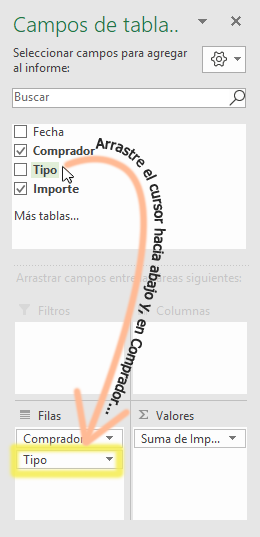 Campos de tabla..
Seleccionar campos para agregar
al informe:
Buscar
Fecha
Comprador
Tipo
Importe
Más tablas...
Arrastre el cursor hacia abajo y, en Comprador...
Arrastrar campos entre áreas siguientes:
Filtros
Columnas
Filas
Σ Valores
Comprador
Suma de Imp...
Tipo